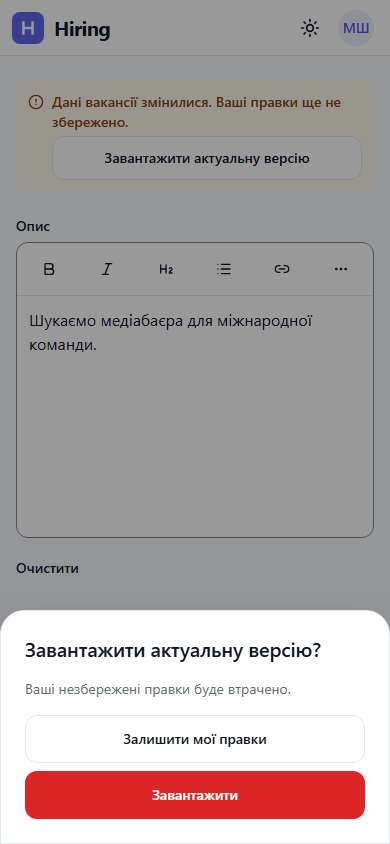 H Hiring
МШ
Дані вакансії змінилися. Ваші правки ще не
збережено.
Завантажити актуальну версію
Опис
B I H2
Шукаємо медіабаєра для міжнародної
команди.
Очистити
Завантажити актуальну версію?
Ваші незбережені правки буде втрачено.
Залишити мої правки
Завантажити